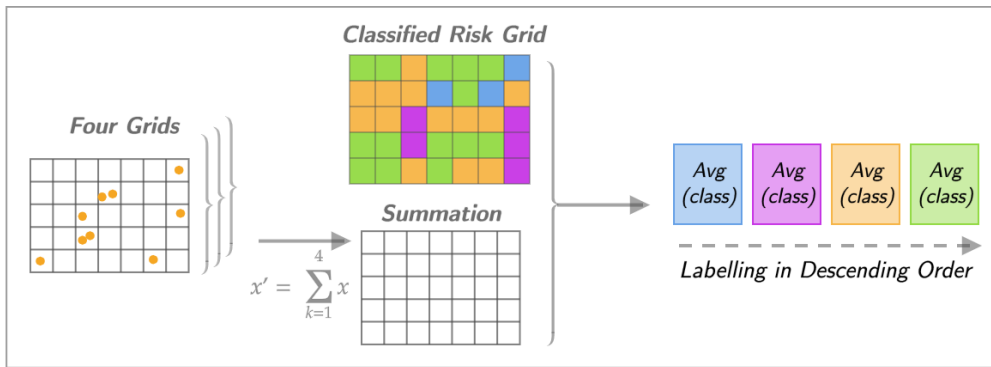 Classified Risk Grid
Four Grids
Summation
x′ = ∑ x
4
k=1
Avg
(class)
Avg
(class)
Avg
(class)
Avg
(class)
Labelling in Descending Order